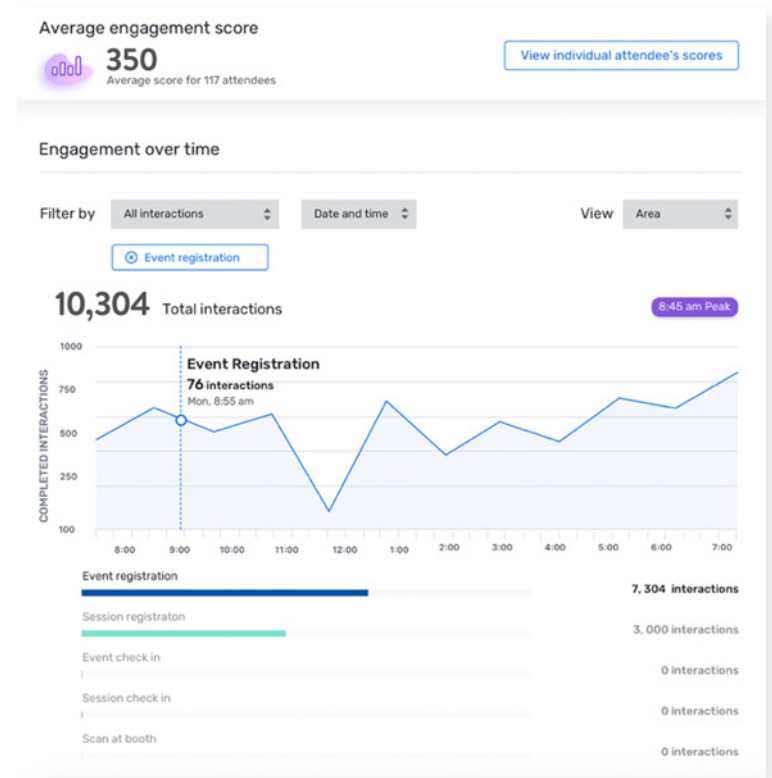 Average engagement score
350
Average score for 117 attendees
View individual attendee's scores
Engagement over time
Filter by All interactions Date and time View Area
Event registration
10,304 Total interactions 8:45 am Peak
COMPLETED INTERACTIONS
1000
750
500
250
100
Event Registration
76 interactions
Mon, 8:55 am
8:00 9:00 10:00 11:00 12:00 1:00 2:00 3:00 4:00 5:00 6:00 7:00
Event registration
7, 304 interactions
Session registraton
3, 000 interactions
Event check in
0 interactions
Session check in
0 interactions
Scan at booth
0 interactions